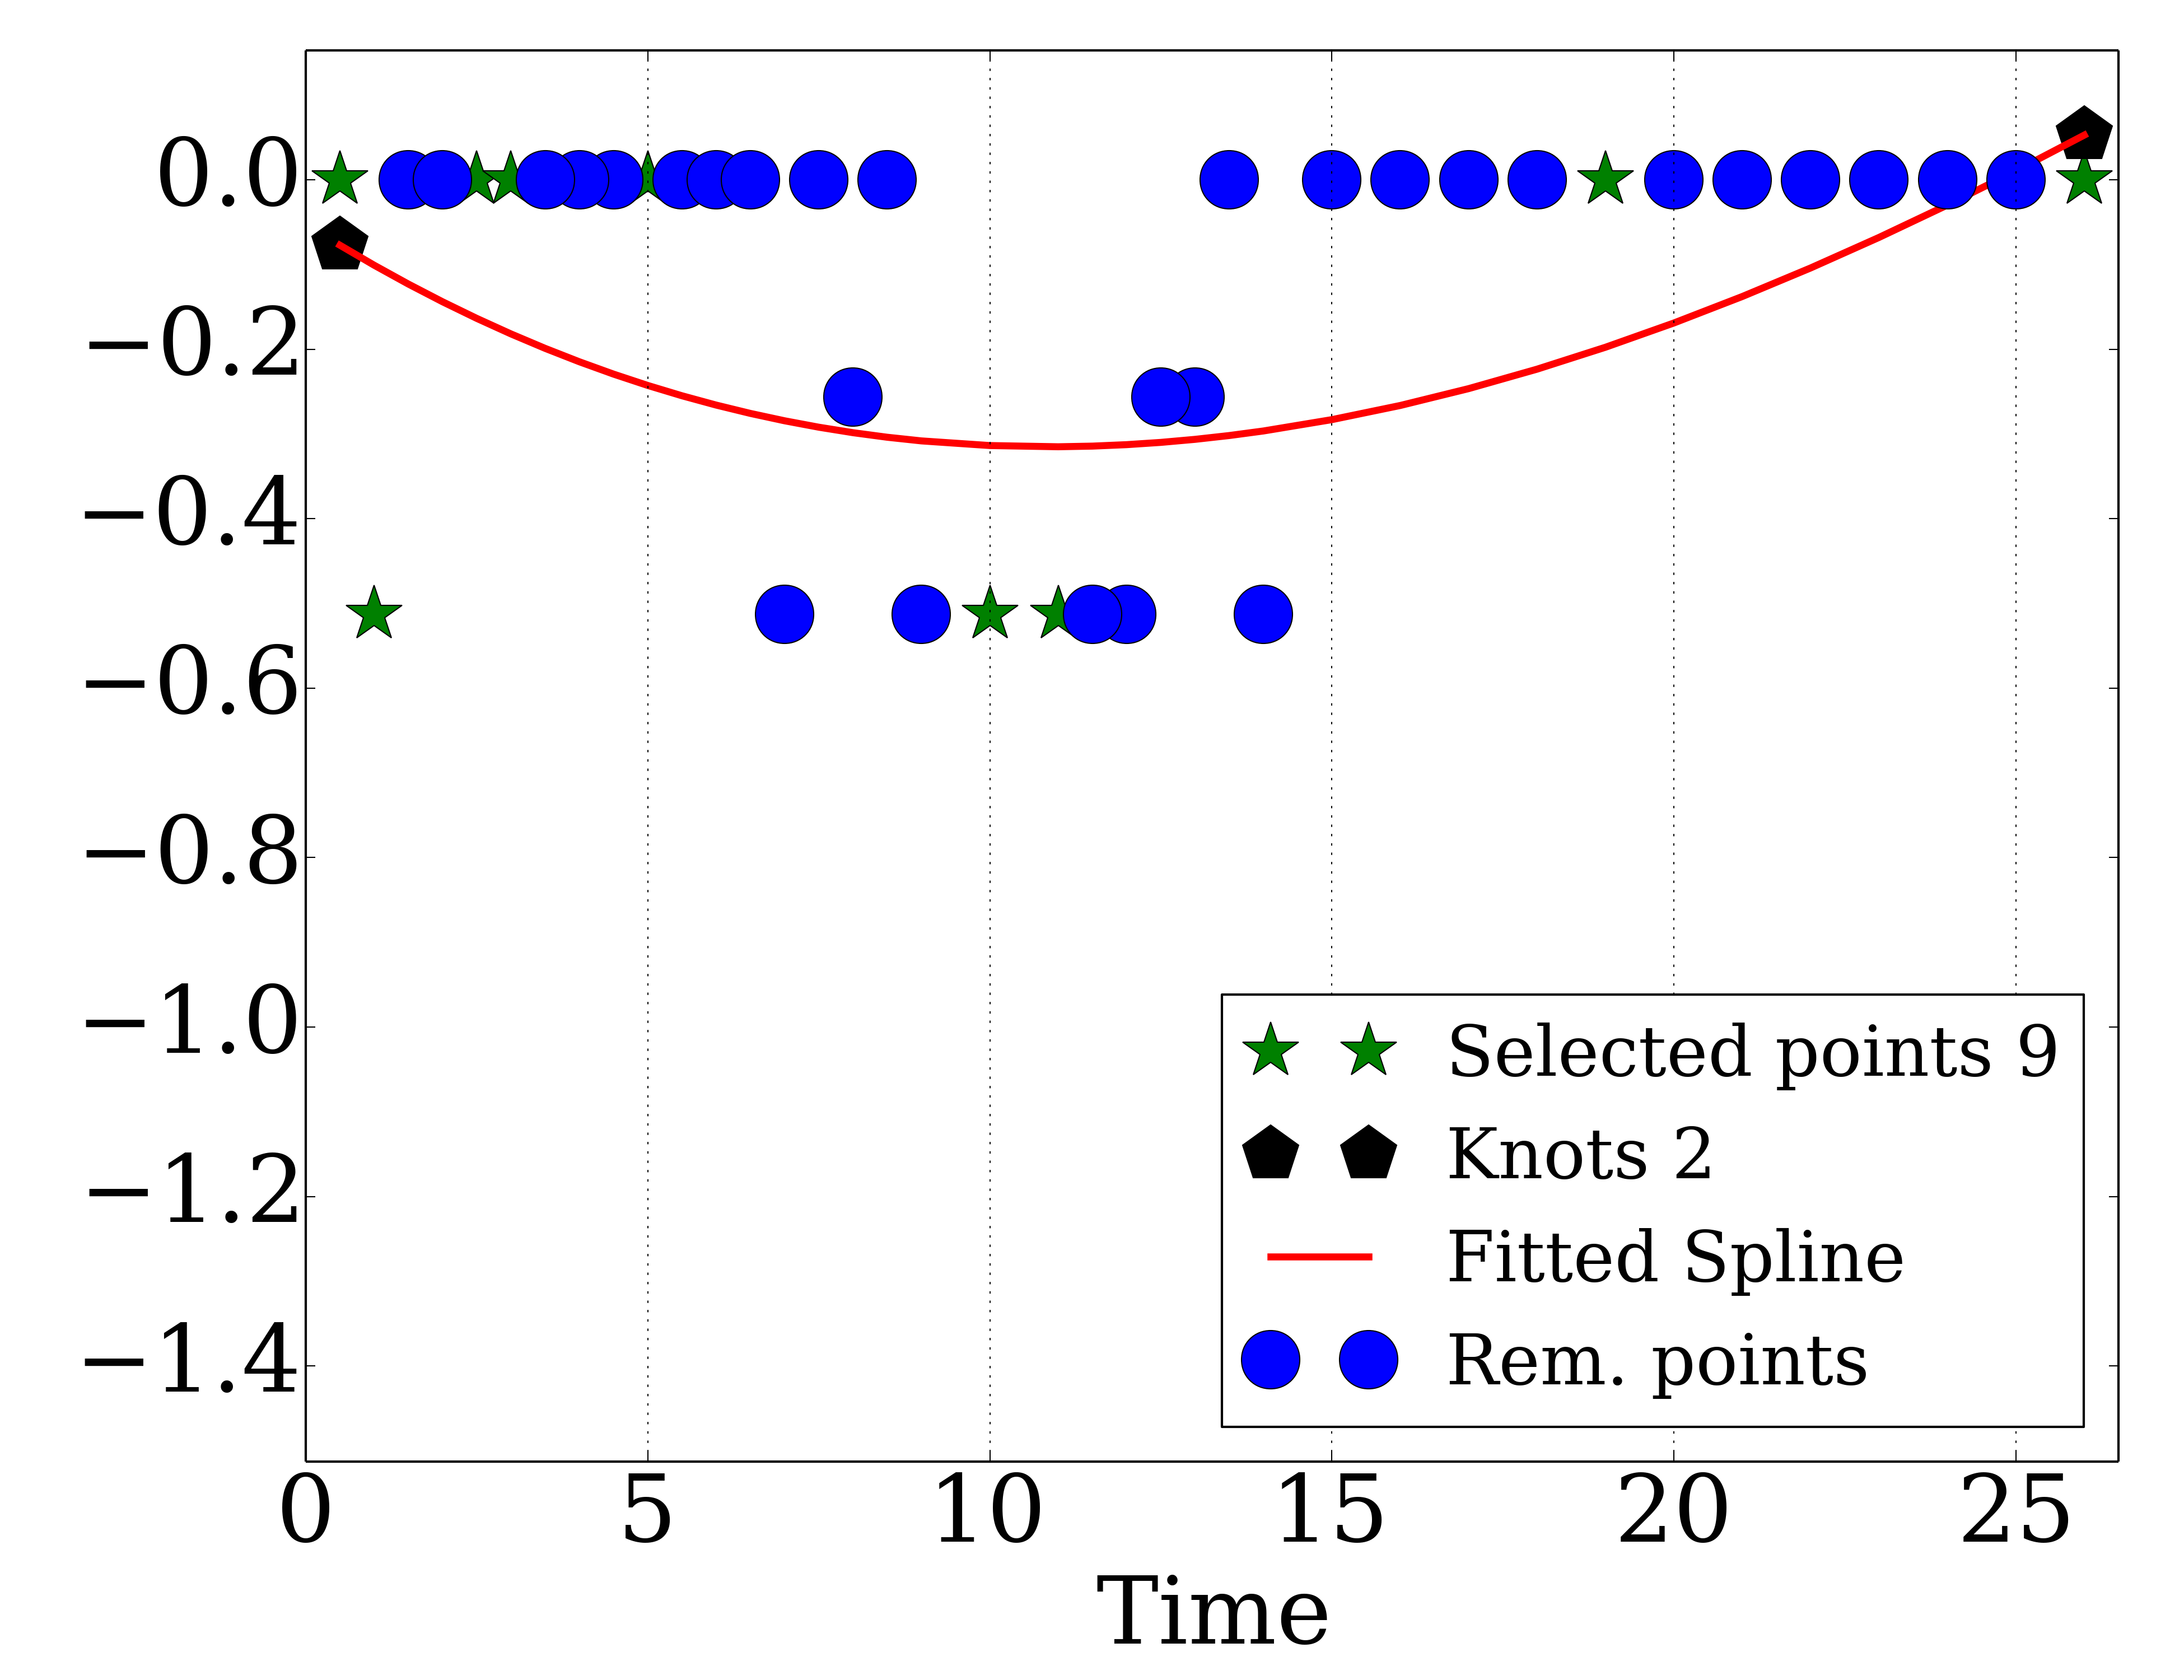 0.0
−0.2
−0.4
−0.6
−0.8
−1.0
−1.2
−1.4
Selected points 9
Knots 2
Fitted Spline
Rem. points
0 5 10 15 20 25
Time